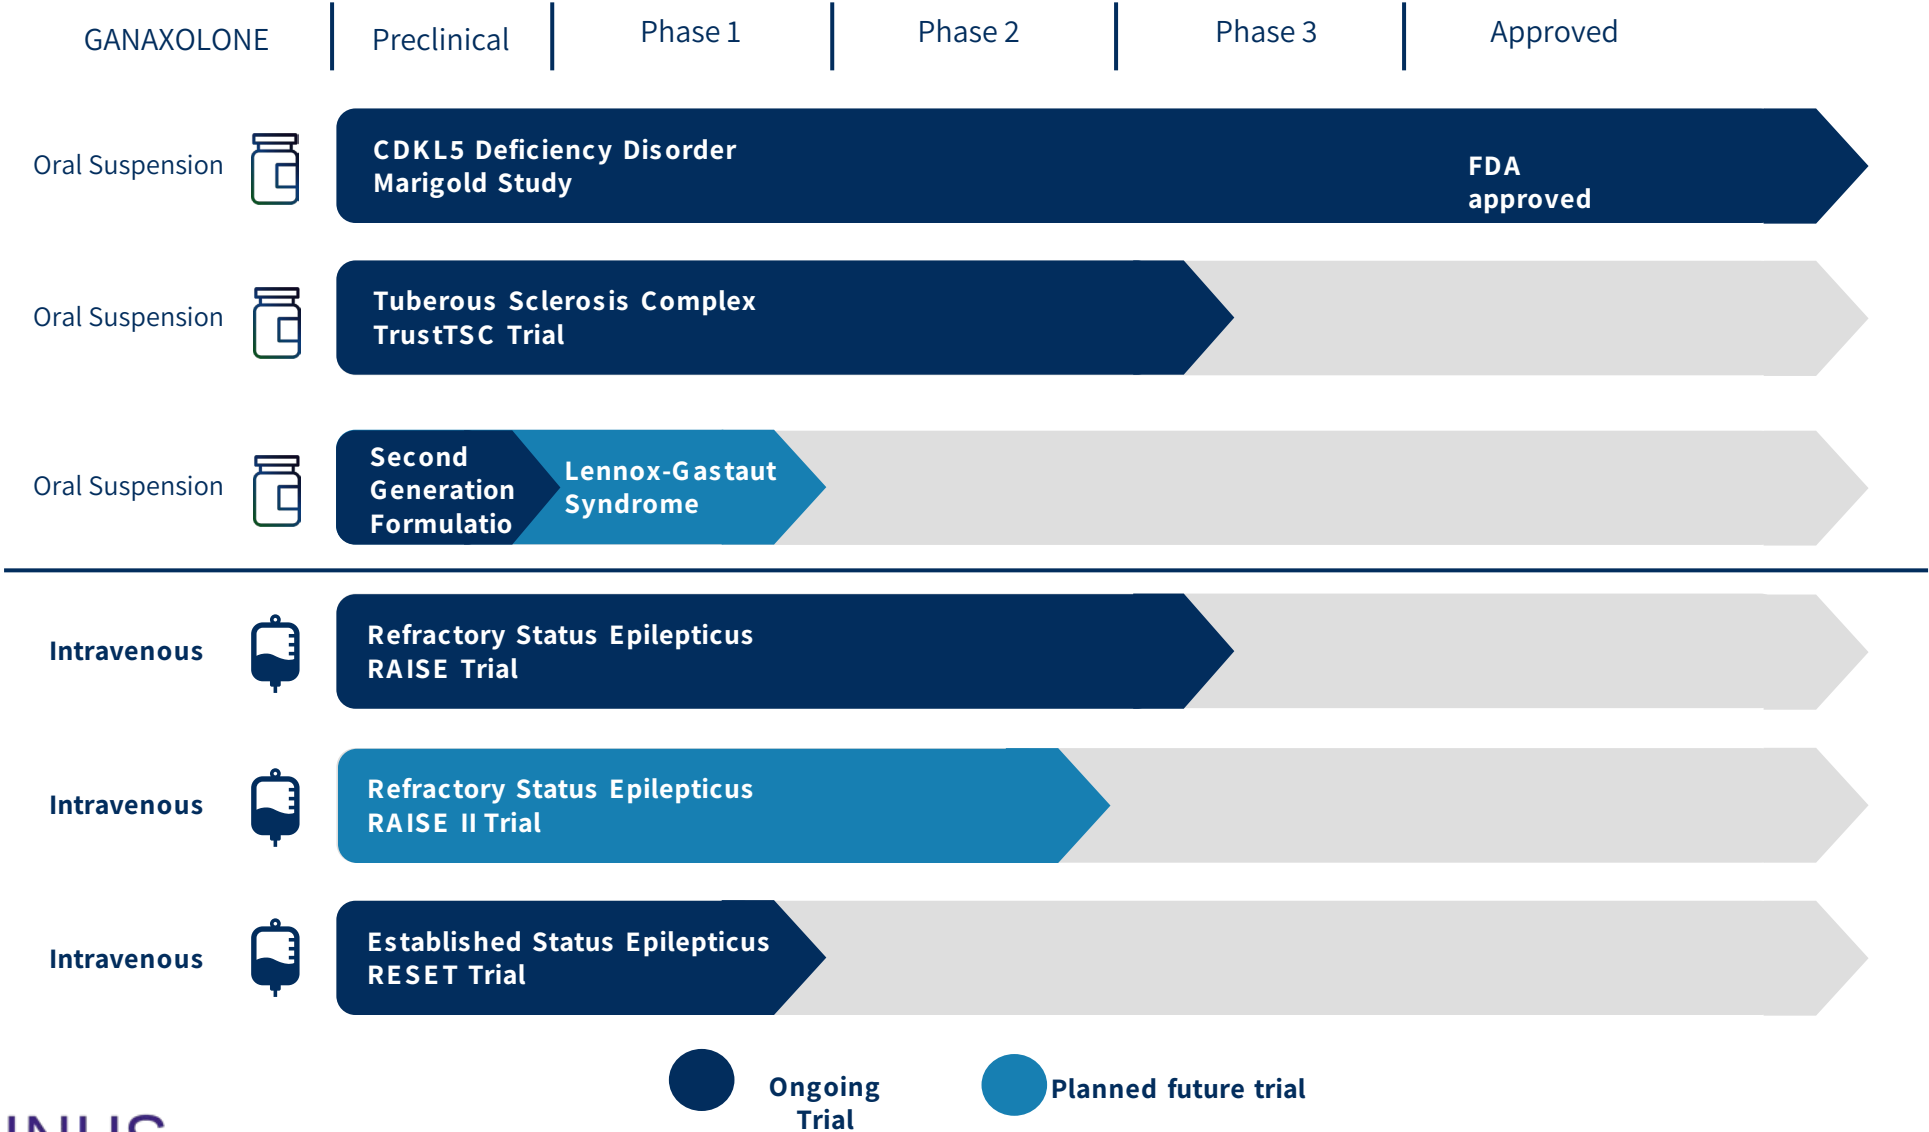 GANAXOLONE
Preclinical
Phase 1
Phase 2
Phase 3
Approved
Oral Suspension
CDKL5 Deficiency Disorder
Marigold Study
FDA
approved
Oral Suspension
Tuberous Sclerosis Complex
TrustTSC Trial
Oral Suspension
Second
Generation
Formulatio
Lennox-Gastaut
Syndrome
Intravenous
Refractory Status Epilepticus
RAISE Trial
Intravenous
Refractory Status Epilepticus
RAISE II Trial
Intravenous
Established Status Epilepticus
RESET Trial
Ongoing
Trial
Planned future trial